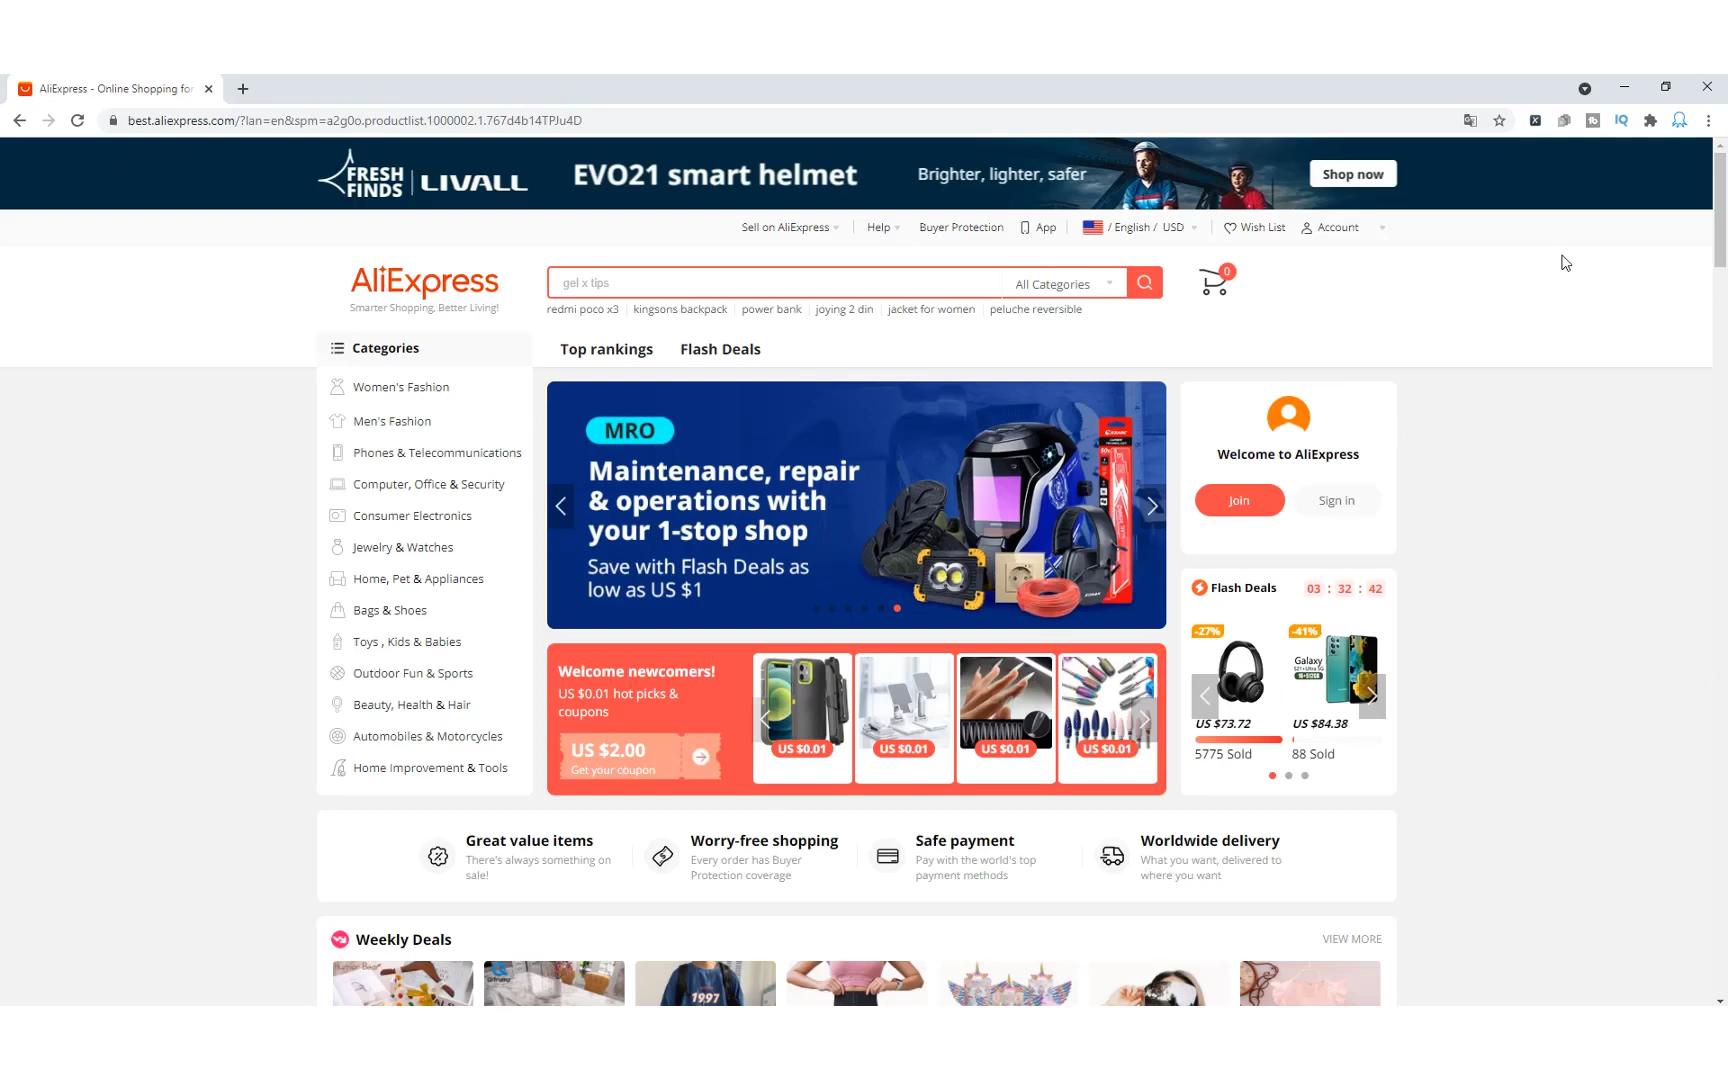 AliExpress - Online Shopping for
best.aliexpress.com/?lan=en&spm=a2g0o.productlist.1000002.1.767d4b14TPJu4D
FRESH FINDS | LIVALL EVO21 smart helmet Brighter, lighter, safer Shop now
Sell on AliExpress Help Buyer Protection App / English / USD Wish List Account
AliExpress
Smarter Shopping, Better Living!
gel x tips All Categories 0
redmi poco x3 kingsons backpack power bank joying 2 din jacket for women peluche reversible
Categories
Top rankings Flash Deals
Women's Fashion
Men's Fashion
Phones & Telecommunications
Computer, Office & Security
Consumer Electronics
Jewelry & Watches
Home, Pet & Appliances
Bags & Shoes
Toys , Kids & Babies
Outdoor Fun & Sports
Beauty, Health & Hair
Automobiles & Motorcycles
Home Improvement & Tools
MRO
Maintenance, repair
& operations with
your 1-stop shop
Save with Flash Deals as
low as US $1
Welcome to AliExpress
Join Sign in
Flash Deals 03 : 32 : 42
-27% -41%
Galaxy
US $73.72 US $84.38
5775 Sold 88 Sold
Welcome newcomers!
US $0.01 hot picks &
coupons
US $2.00
Get your coupon
US $0.01 US $0.01 US $0.01 US $0.01
Great value items
There's always something on
sale!
Worry-free shopping
Every order has Buyer
Protection coverage
Safe payment
Pay with the world's top
payment methods
Worldwide delivery
What you want, delivered to
where you want
Weekly Deals VIEW MORE
1997